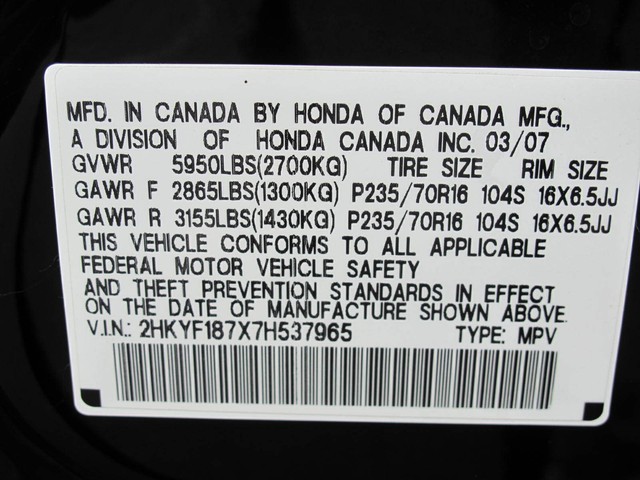 MFD. IN CANADA BY HONDA OF CANADA MFG.,
A DIVISION OF HONDA CANADA INC. 03/07
GVWR 5950LBS(2700KG) TIRE SIZE RIM SIZE
GAWR F 2865LBS(1300KG) P235/70R16 104S 16X6.5JJ
GAWR R 3155LBS(1430KG) P235/70R16 104S 16X6.5JJ
THIS VEHICLE CONFORMS TO ALL APPLICABLE
FEDERAL MOTOR VEHICLE SAFETY
AND THEFT PREVENTION STANDARDS IN EFFECT
ON THE DATE OF MANUFACTURE SHOWN ABOVE.
V.I.N.: 2HKYF187X7H537965 TYPE: MPV